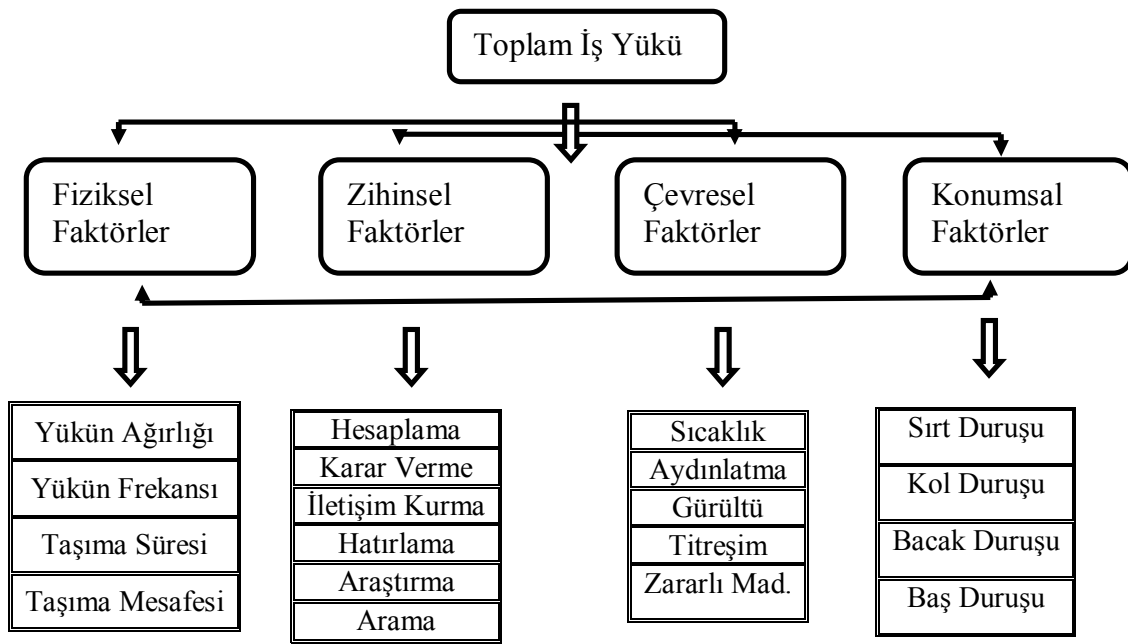 Toplam İş Yükü
Fiziksel
Faktörler
Zihinsel
Faktörler
Çevresel
Faktörler
Konumsal
Faktörler
Yükün Ağırlığı
Yükün Frekansı
Taşıma Süresi
Taşıma Mesafesi
Hesaplama
Karar Verme
İletişim Kurma
Hatırlama
Araştırma
Arama
Sıcaklık
Aydınlatma
Gürültü
Titreşim
Zararlı Mad.
Sırt Duruşu
Kol Duruşu
Bacak Duruşu
Baş Duruşu